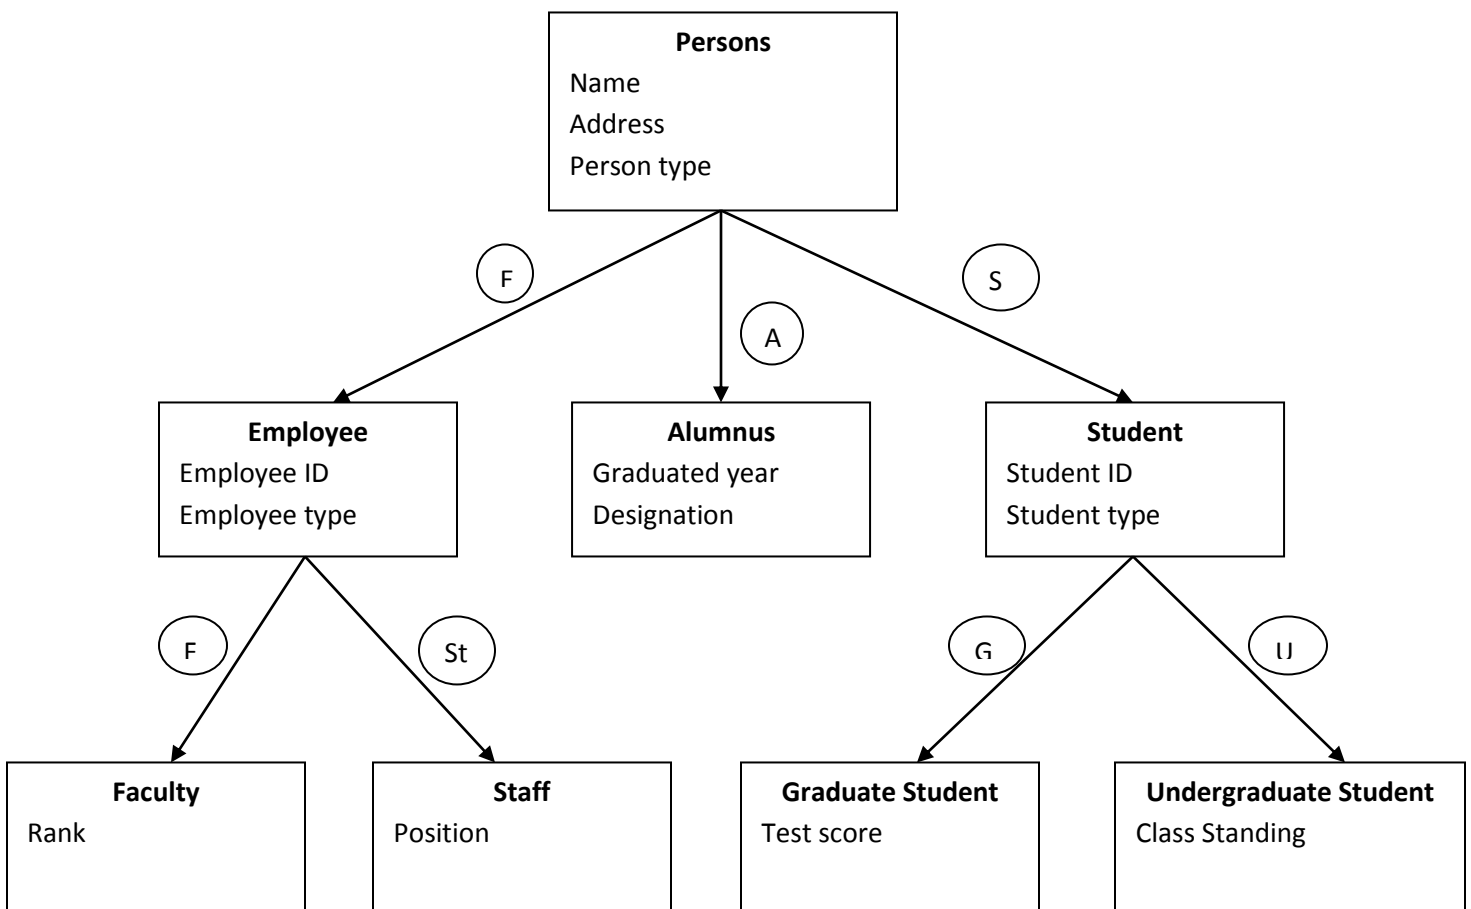 Persons
Name
Address
Person type
S
A
Employee
Employee ID
Employee type
Alumnus
Graduated year
Designation
Student
Student ID
Student type
St
G
U
Faculty
Rank
Staff
Position
Graduate Student
Test score
Undergraduate Student
Class Standing